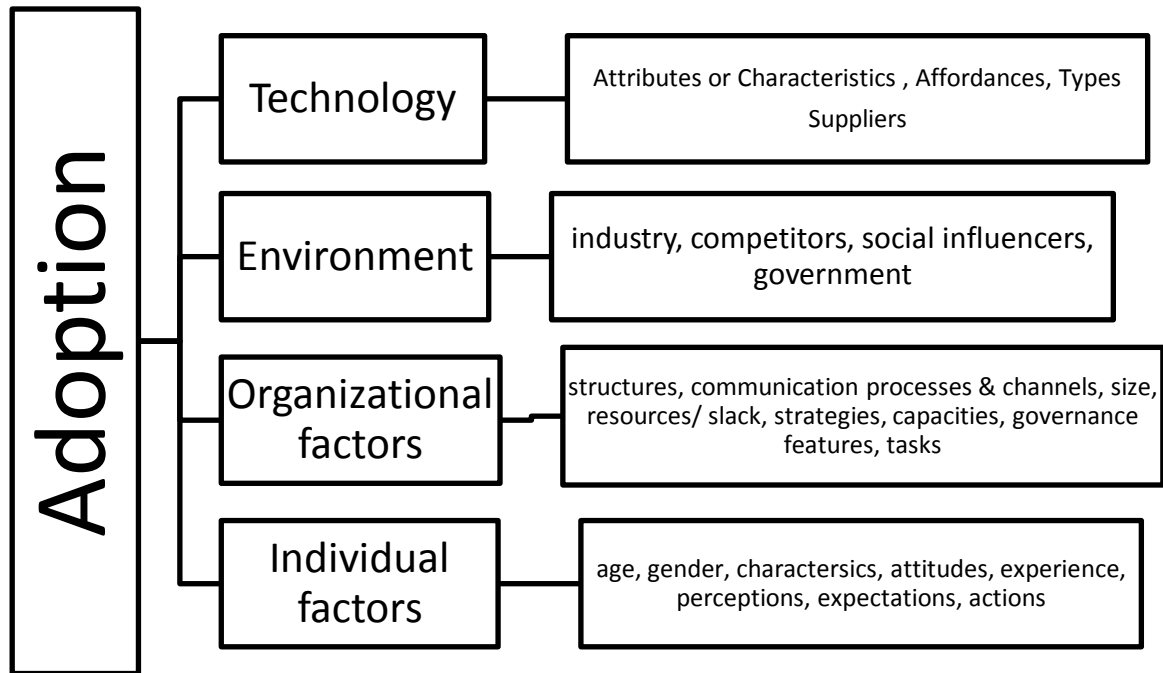 Adoption
Technology
Attributes or Characteristics , Affordances, Types
Suppliers
Environment
industry, competitors, social influencers,
government
Organizational
factors
structures, communication processes & channels, size,
resources/ slack, strategies, capacities, governance
features, tasks
Individual
factors
age, gender, charactersics, attitudes, experience,
perceptions, expectations, actions